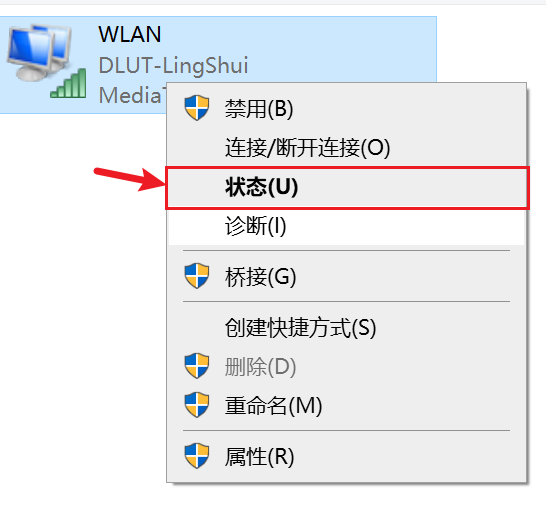 WLAN
DLUT-LingShui
Media
禁用(B)
连接/断开连接(O)
状态(U)
诊断(I)
桥接(G)
创建快捷方式(S)
删除(D)
重命名(M)
属性(R)